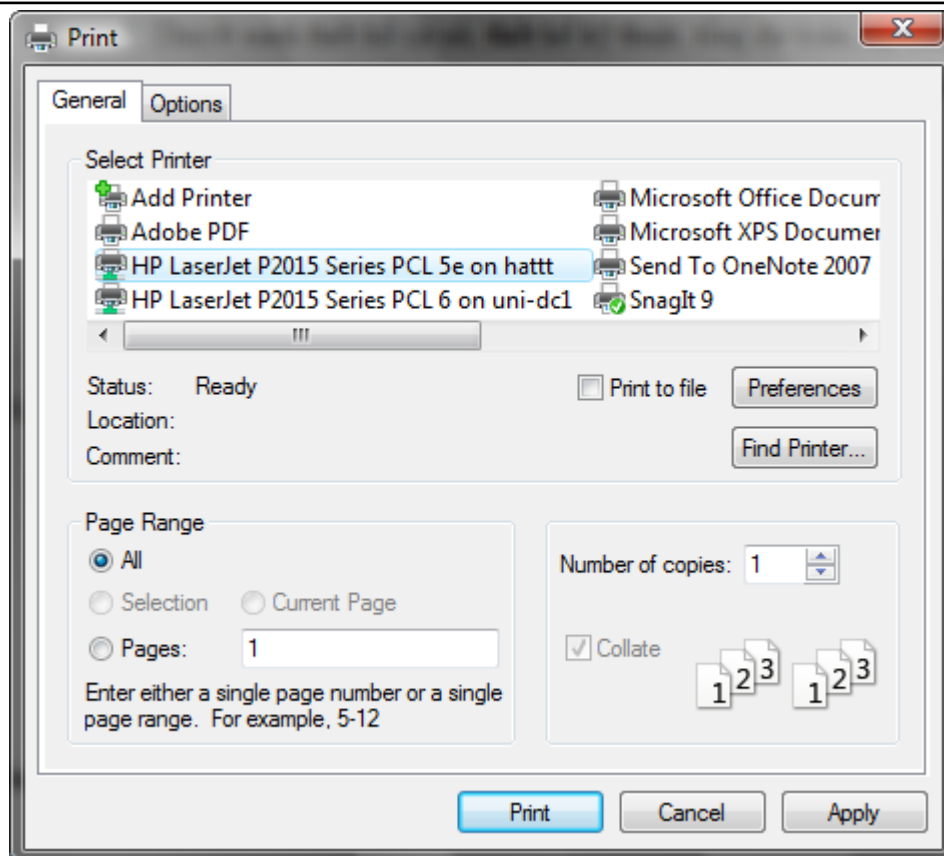 Print
General Options
Select Printer
Add Printer Microsoft Office Docum
Adobe PDF Microsoft XPS Documer
HP LaserJet P2015 Series PCL 5e on hattt Send To OneNote 2007
HP LaserJet P2015 Series PCL 6 on uni-dc1 SnagIt 9
Status: Ready Print to file Preferences
Location:
Comment: Find Printer...
Page Range
All Number of copies: 1
Selection Current Page
Pages: 1 Collate 1 2 3 1 2 3
Enter either a single page number or a single
page range. For example, 5-12
Print Cancel Apply